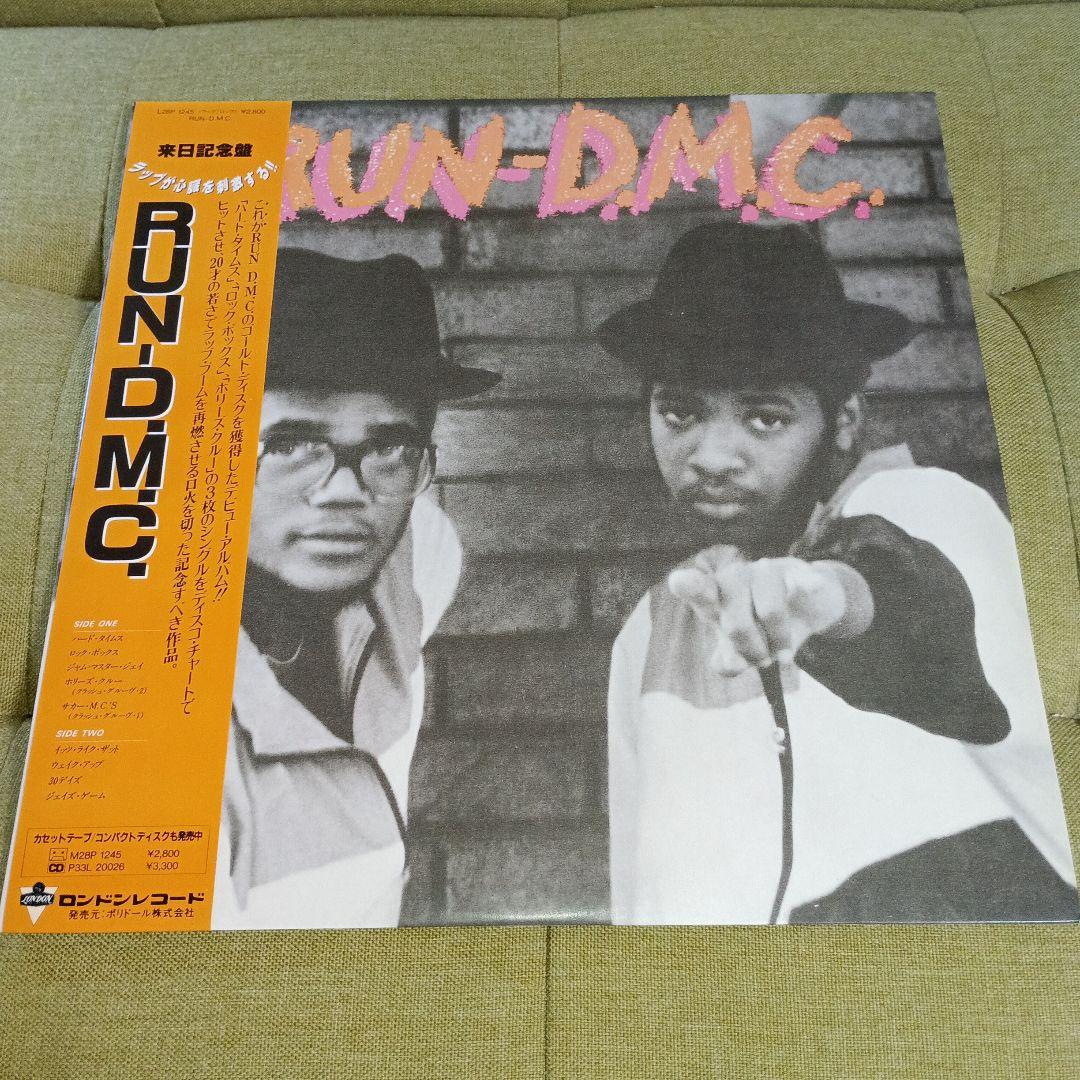 RUN-D.M.C.
L28P 1245
¥2,800
RUN-D.M.C.
来日記念盤
ラップが心臓を刺激する!!
RUN-D.M.C.
これがRUN D.M.C.のゴールド・ディスクを獲得したデビュー・アルバム!!
「ハート・タイムス」、「ロック・ボックス」、「ホリーズ・クルー」の3枚のシングルをディスコ・チャートで
ヒットさせ、20才の若さでラップ・ブームを再燃させる口火を切った記念すべき作品。
SIDE ONE
ハード・タイムス
ロック・ボックス
ジャム・マスター・ジェイ
ホリーズ・クルー
(クラッシュ・グルーヴ・2)
サカー・M.C.'S
(クラッシュ・グルーヴ・1)
SIDE TWO
イッツ・ライク・ザット
ウェイク・アップ
30デイズ
ジェイズ・ゲーム
カセットテープ/コンパクトディスクも発売中
M28P 1245 ¥2,800
CD P33L 20026 ¥3,300
LONDON ロンドンレコード
発売元:ポリドール株式会社